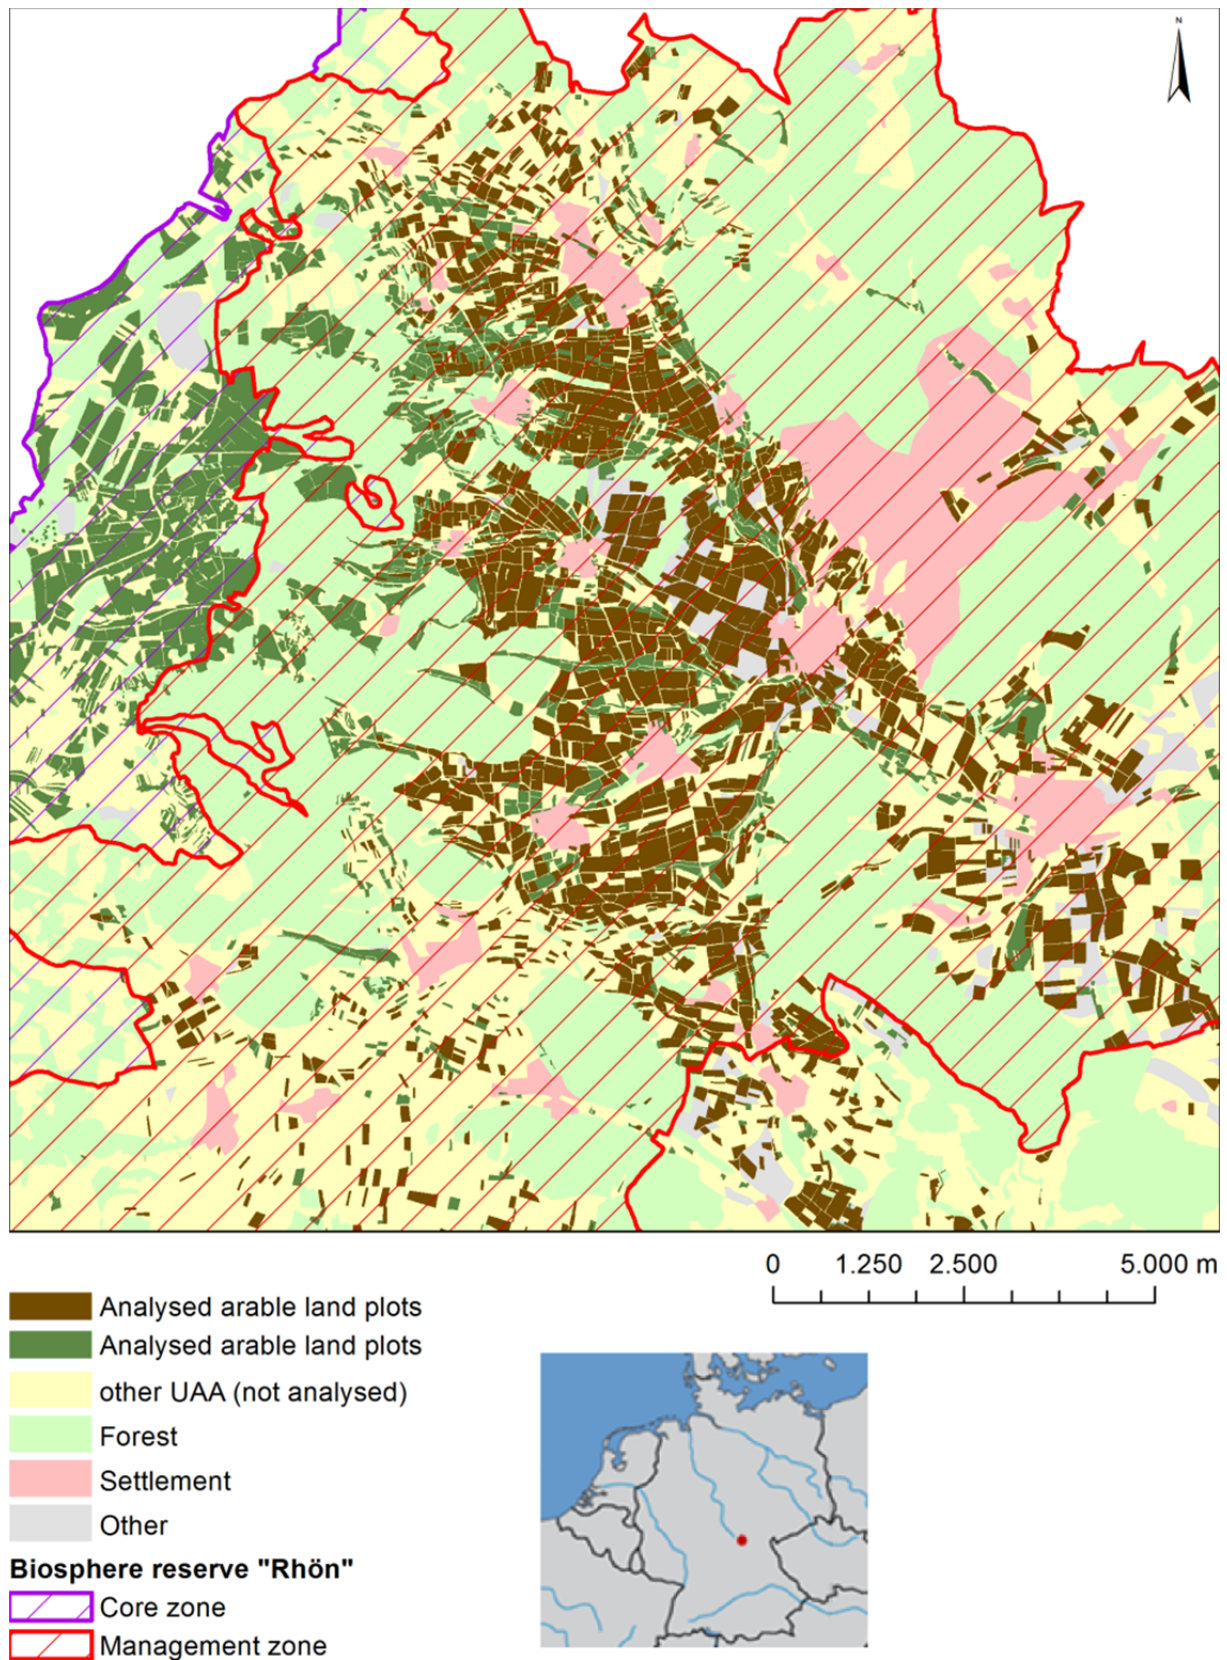 N
0 1.250 2.500 5.000 m
Analysed arable land plots
Analysed arable land plots
other UAA (not analysed)
Forest
Settlement
Other
Biosphere reserve "Rhön"
Core zone
Management zone